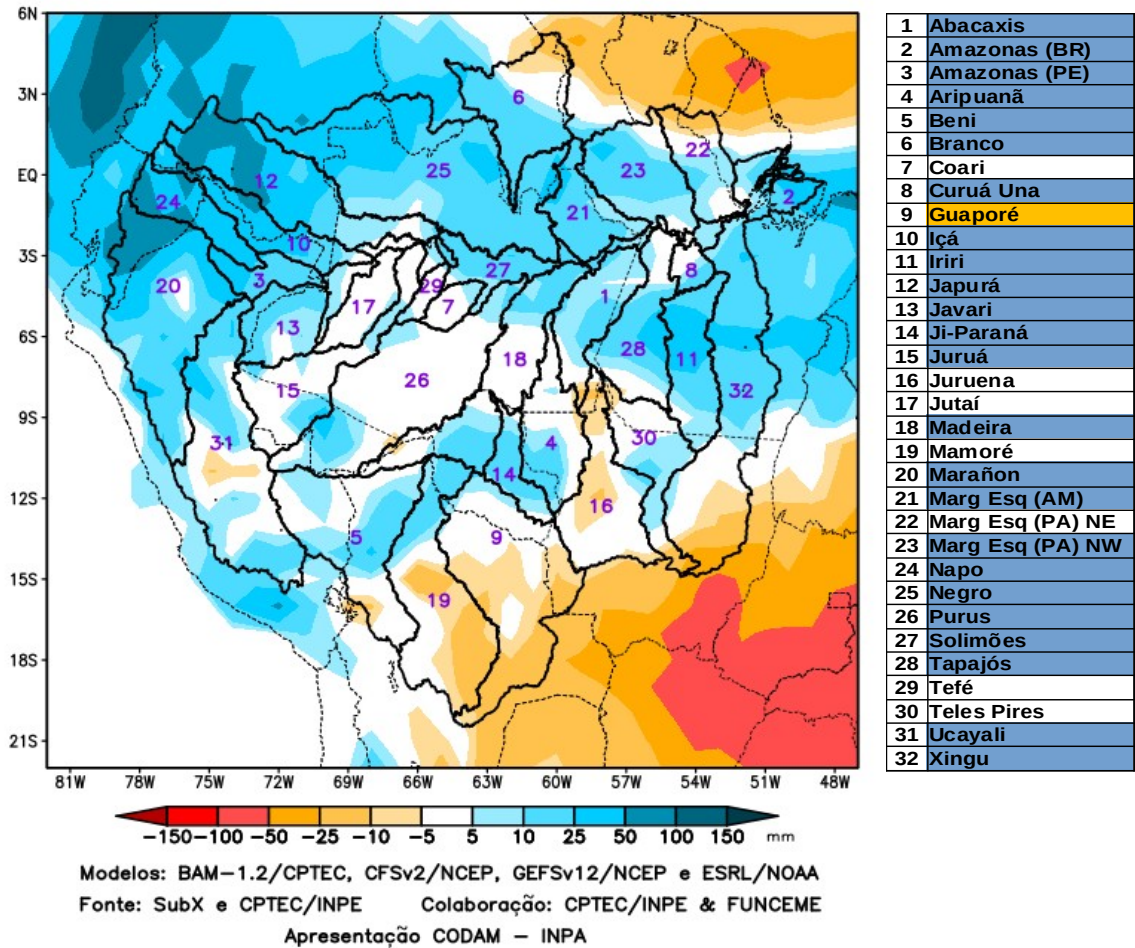 6N
3N
EQ
3S
6S
9S
12S
15S
18S
21S
81W 78W 75W 72W 69W 66W 63W 60W 57W 54W 51W 48W
6
22
25
23
12
2
24
21
10
27
8
20
3
29
1
17
7
13
28
18
11
26
15
32
31
30
4
14
16
9
5
19
-150 -100 -50 -25 -10 -5 5 10 25 50 100 150 mm
Modelos: BAM-1.2/CPTEC, CFSv2/NCEP, GEFSv12/NCEP e ESRL/NOAA
Fonte: SubX e CPTEC/INPE Colaboração: CPTEC/INPE & FUNCEME
Apresentação CODAM - INPA
1 Abacaxis
2 Amazonas (BR)
3 Amazonas (PE)
4 Aripuanã
5 Beni
6 Branco
7 Coari
8 Curuá Una
9 Guaporé
10 Içá
11 Iriri
12 Japurá
13 Javari
14 Ji-Paraná
15 Juruá
16 Juruena
17 Jutaí
18 Madeira
19 Mamoré
20 Marañon
21 Marg Esq (AM)
22 Marg Esq (PA) NE
23 Marg Esq (PA) NW
24 Napo
25 Negro
26 Purus
27 Solimões
28 Tapajós
29 Tefé
30 Teles Pires
31 Ucayali
32 Xingu